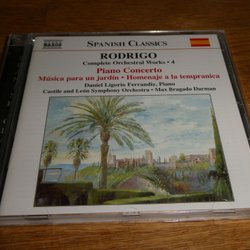 NAXOS
SPANISH CLASSICS
RODRIGO
Complete Orchestral Works • 4
Piano Concerto
Música para un jardín • Homenaje a la tempranica
Daniel Ligorio Ferrandiz, Piano
Castile and León Symphony Orchestra • Max Bragado Darman